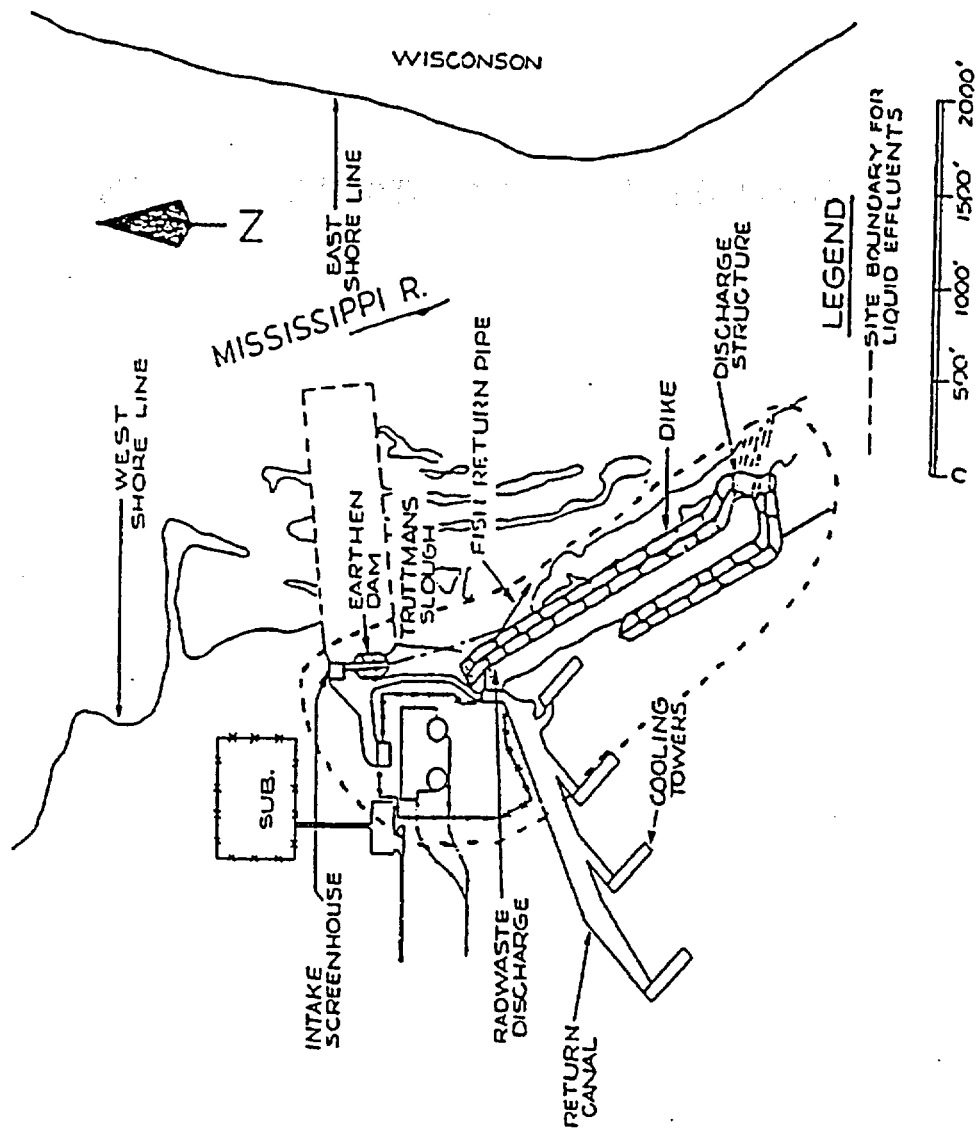 WISCONSON
EAST
SHORE LINE
N
MISSISSIPPI R.
WEST
SHORE LINE
EARTHEN
DAM
TRUTTMANS
SLOUGH
FISH RETURN PIPE
DIKE
DISCHARGE
STRUCTURE
SUB.
INTAKE
SCREENHOUSE
RADWASTE
DISCHARGE
COOLING
TOWERS
RETURN
CANAL
LEGEND
SITE BOUNDARY FOR
LIQUID EFFLUENTS
0 500' 1000' 1500' 2000'